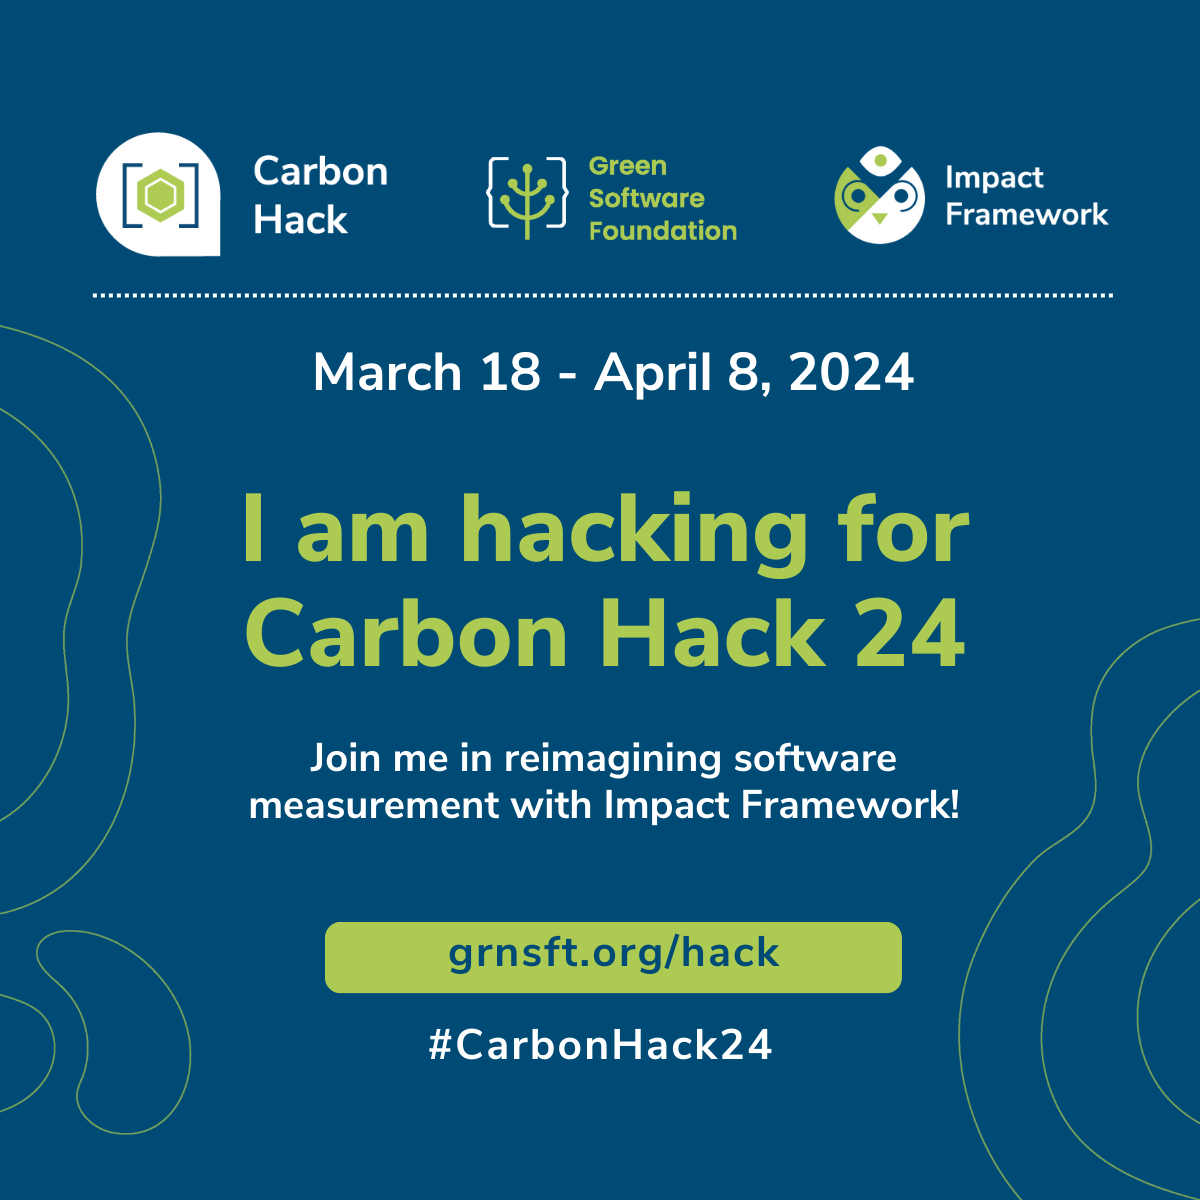 Carbon
Hack
Green
Software
Foundation
Impact
Framework
March 18 - April 8, 2024
I am hacking for
Carbon Hack 24
Join me in reimagining software
measurement with Impact Framework!
grnsft.org/hack
#CarbonHack24